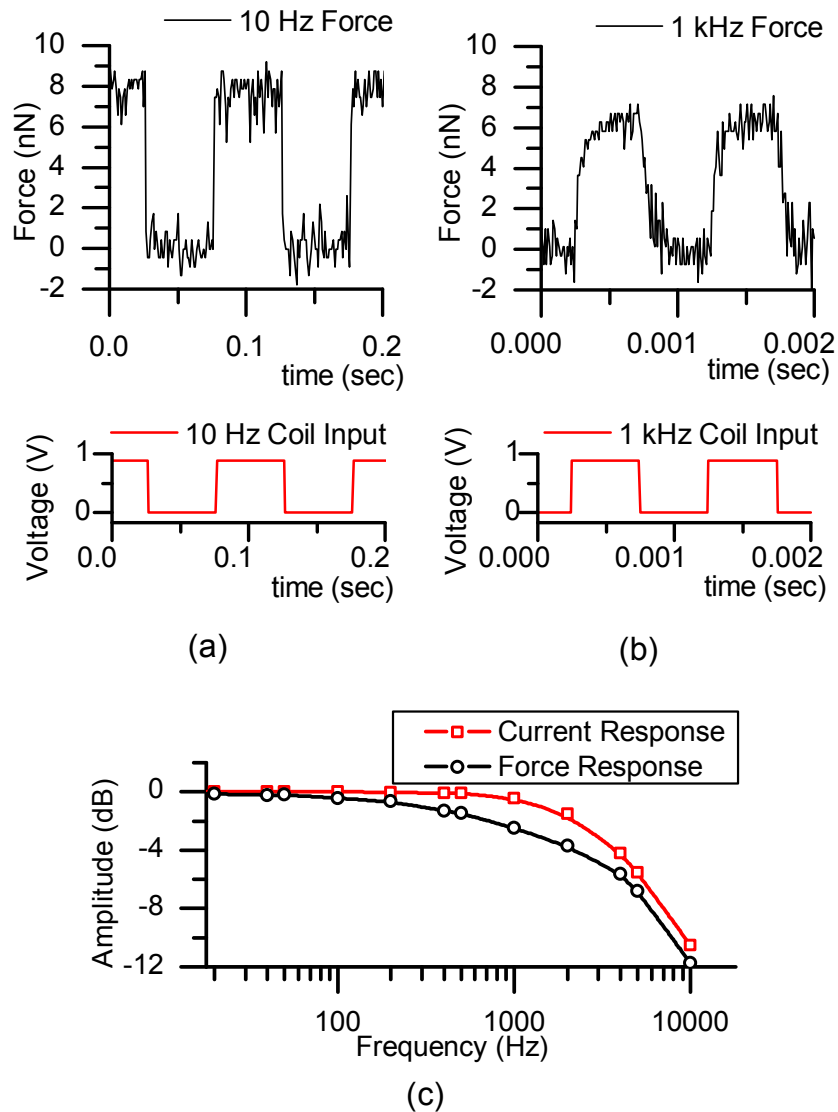 10 Hz Force
10
8
6
4
2
0
-2
Force (nN)
0.0
0.1
0.2
time (sec)
1 kHz Force
10
8
6
4
2
0
-2
Force (nN)
0.000
0.001
0.002
time (sec)
10 Hz Coil Input
1
0
Voltage (V)
0.0
0.1
0.2
time (sec)
(a)
1 kHz Coil Input
1
0
Voltage (V)
0.000
0.001
0.002
time (sec)
(b)
Current Response
Force Response
0
-4
-8
-12
Amplitude (dB)
100
1000
10000
Frequency (Hz)
(c)